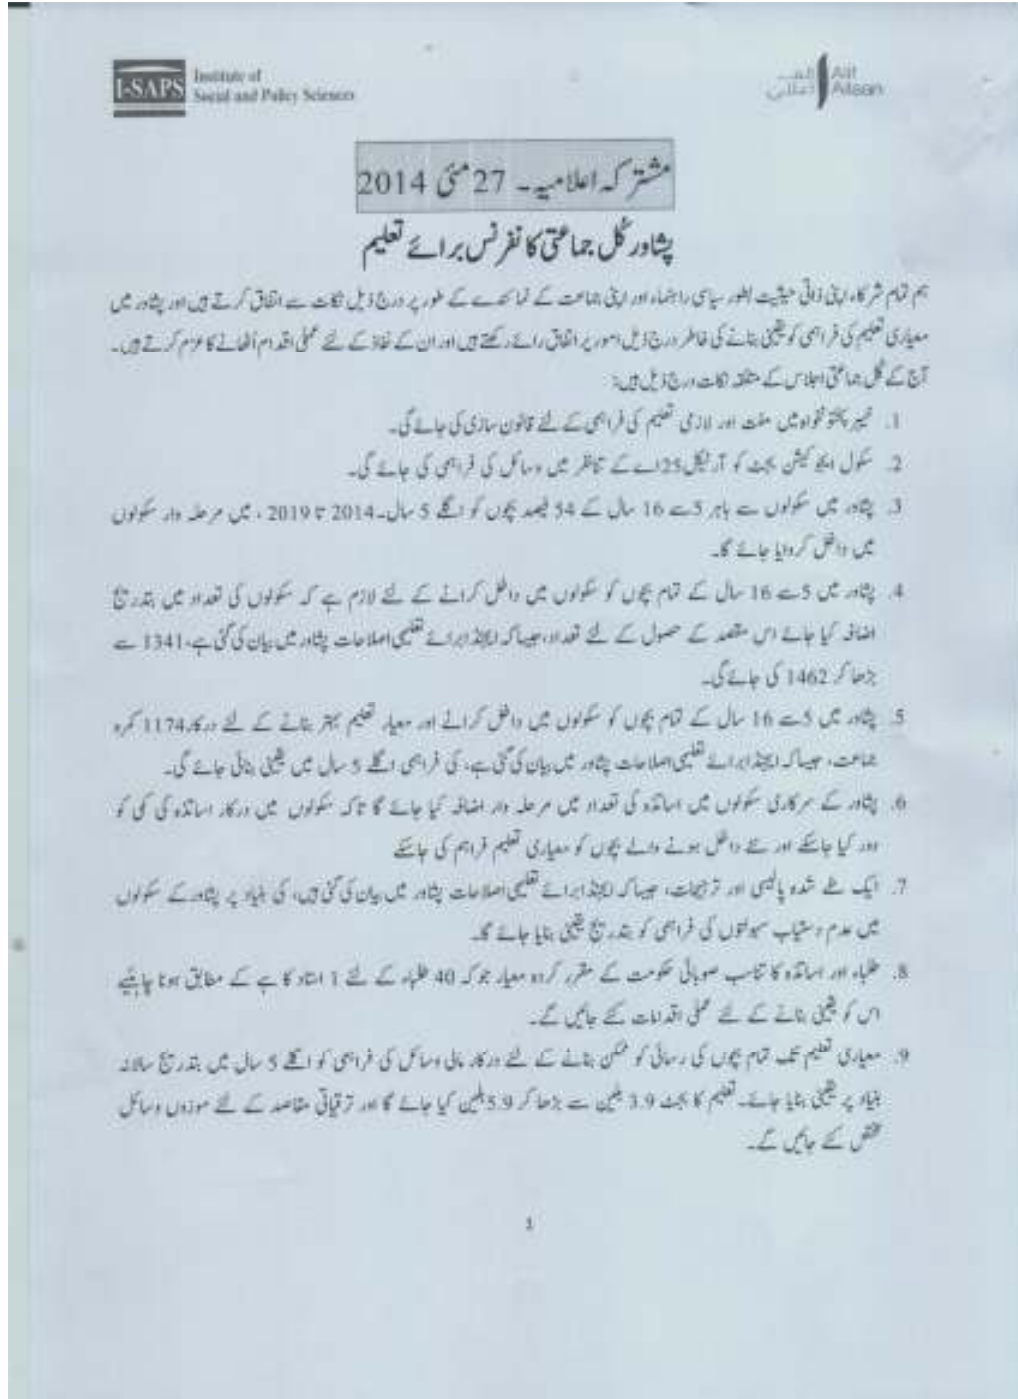 I-SAPS
Institute of
Social and Policy Sciences
الف اعلان
Alif Ailaan
مشترکہ اعلامیہ۔ 27 مئی 2014
پشاور کُل جماعتی کانفرنس برائے تعلیم
ہم تمام شرکاء، اپنی ذاتی حیثیت بطور سیاسی راہنماء اور اپنی جماعت کے نمائندے کے طور پر درج ذیل نکات سے اتفاق کرتے ہیں اور پشاور میں
معیاری تعلیم کی فراہمی کو یقینی بنانے کی خاطر درج ذیل امور پر اتفاق رائے رکھتے ہیں اور ان کے نفاذ کے لئے عملی اقدام اُٹھانے کا عزم کرتے ہیں۔
آج کے کُل جماعتی اجلاس کے متفقہ نکات درج ذیل ہیں:
1. خیبر پختونخواہ میں مفت اور لازمی تعلیم کی فراہمی کے لئے قانون سازی کی جائے گی۔
2. سکول ایجوکیشن بجٹ کو آرٹیکل 25 اے کے تناظر میں وسائل کی فراہمی کی جائے گی۔
3. پشاور میں سکولوں سے باہر 5 سے 16 سال کے 54 فیصد بچوں کو اگلے 5 سال۔ 2014 تا 2019 ، میں مرحلہ وار سکولوں
میں داخل کروایا جائے گا۔
4. پشاور میں 5 سے 16 سال کے تمام بچوں کو سکولوں میں داخل کرانے کے لئے لازم ہے کہ سکولوں کی تعداد میں بتدریج
اضافہ کیا جائے اس مقصد کے حصول کے لئے تعداد، جیسا کہ ایجنڈا برائے تعلیمی اصلاحات پشاور میں بیان کی گئی ہے، 1341 سے
بڑھا کر 1462 کی جائے گی۔
5. پشاور میں 5 سے 16 سال کے تمام بچوں کو سکولوں میں داخل کرانے اور معیار تعلیم بہتر بنانے کے لئے درکار 1174 کمرہ
جماعت، جیسا کہ ایجنڈا برائے تعلیمی اصلاحات پشاور میں بیان کی گئی ہے، کی فراہمی اگلے 5 سال میں یقینی بنائی جائے گی۔
6. پشاور کے سرکاری سکولوں میں اساتذہ کی تعداد میں مرحلہ وار اضافہ کیا جائے گا تاکہ سکولوں میں درکار اساتذہ کی کمی کو
دور کیا جاسکے اور نئے داخل ہونے والے بچوں کو معیاری تعلیم فراہم کی جاسکے
7. ایک طے شدہ پالیسی اور ترجیحات، جیسا کہ ایجنڈا برائے تعلیمی اصلاحات پشاور میں بیان کی گئی ہیں، کی بنیاد پر پشاور کے سکولوں
میں عدم دستیاب سہولتوں کی فراہمی کو بتدریج یقینی بنایا جائے گا۔
8. طلباء اور اساتذہ کا تناسب صوبائی حکومت کے مقرر کردہ معیار جو کہ 40 طلباء کے لئے 1 استاد کا ہے کے مطابق ہونا چاہئیے
اس کو یقینی بنانے کے لئے عملی اقدامات کئے جائیں گے۔
9. معیاری تعلیم تک تمام بچوں کی رسائی کو ممکن بنانے کے لئے درکار مالی وسائل کی فراہمی کو اگلے 5 سال میں بتدریج سالانہ
بنیاد پر یقینی بنایا جائے۔ تعلیم کا بجٹ 3.9 بلین سے بڑھا کر 5.9 بلین کیا جائے گا اور ترقیاتی مقاصد کے لئے موزوں وسائل
مختص کئے جائیں گے۔
1